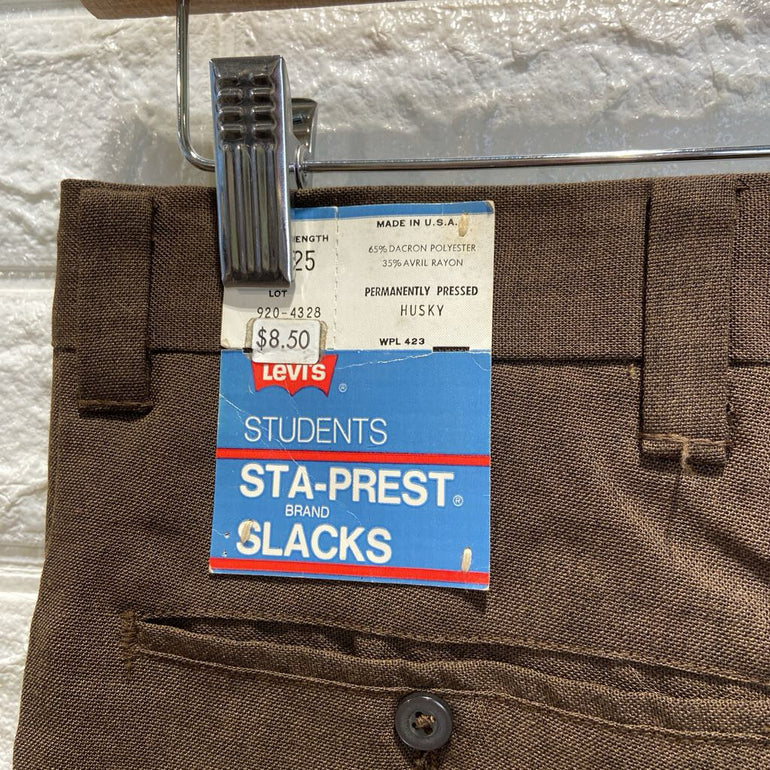 MADE IN U.S.A.
65% DACRON POLYESTER
35% AVRIL RAYON
25
LOT
920-4328
PERMANENTLY PRESSED
HUSKY
WPL 423
$8.50
Levi's ®
STUDENTS
STA-PREST®
BRAND
SLACKS